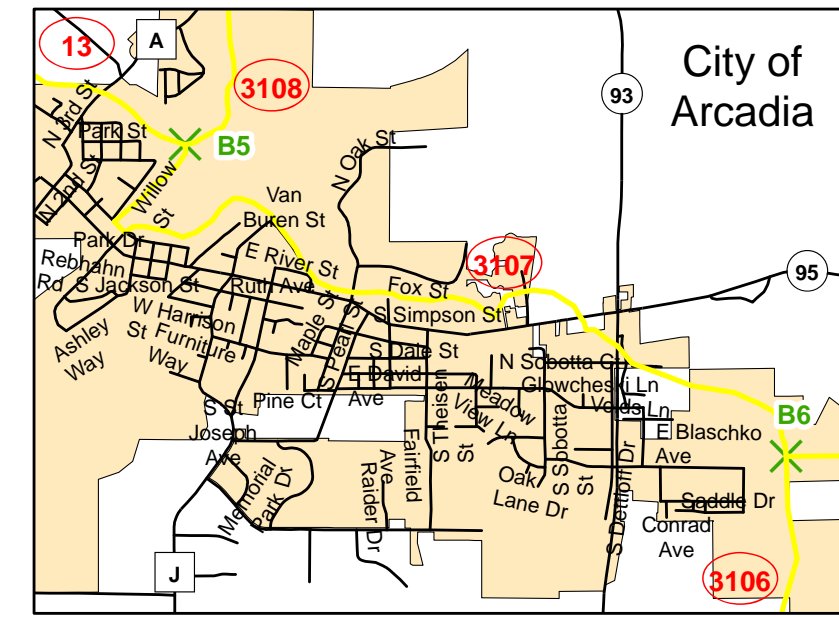 City of
Arcadia
13
A
3108
93
N 3rd St
Park St
B5
N Oak St
N 2nd St
Willow
St
Van
Buren St
Park Dr
E River St
3107
95
Rebhahn
Rd
S Jackson St
Ruth Ave
Fox St
S Simpson St
W Harrison
St
Furniture
Way
Ashley
Way
Maple St
S Pearl St
S Dale St
N Sobotta Ct
E David
Ave
Glowcheski Ln
Pine Ct
Meadow
View Ln
Volds Ln
B6
S St
Joseph
Ave
S Theisen
St
S Sobotta
St
E Blaschko
Ave
Fairfield
Ave
Raider Dr
Oak
Lane Dr
S Dettloff Dr
Memorial
Park Dr
Saddle Dr
Conrad
Ave
J
3106